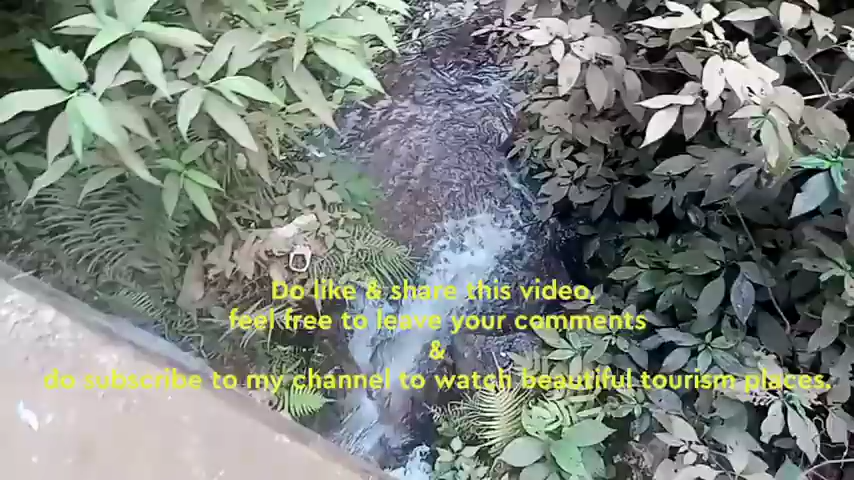 Do like & share this video,
feel free to leave your comments
&
do subscribe to my channel to watch beautiful tourism places.